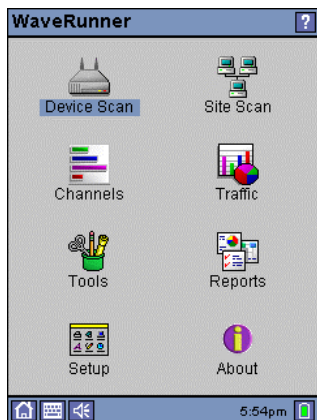 WaveRunner ?
Device Scan Site Scan
Channels Traffic
Tools Reports
Setup About
5:54pm